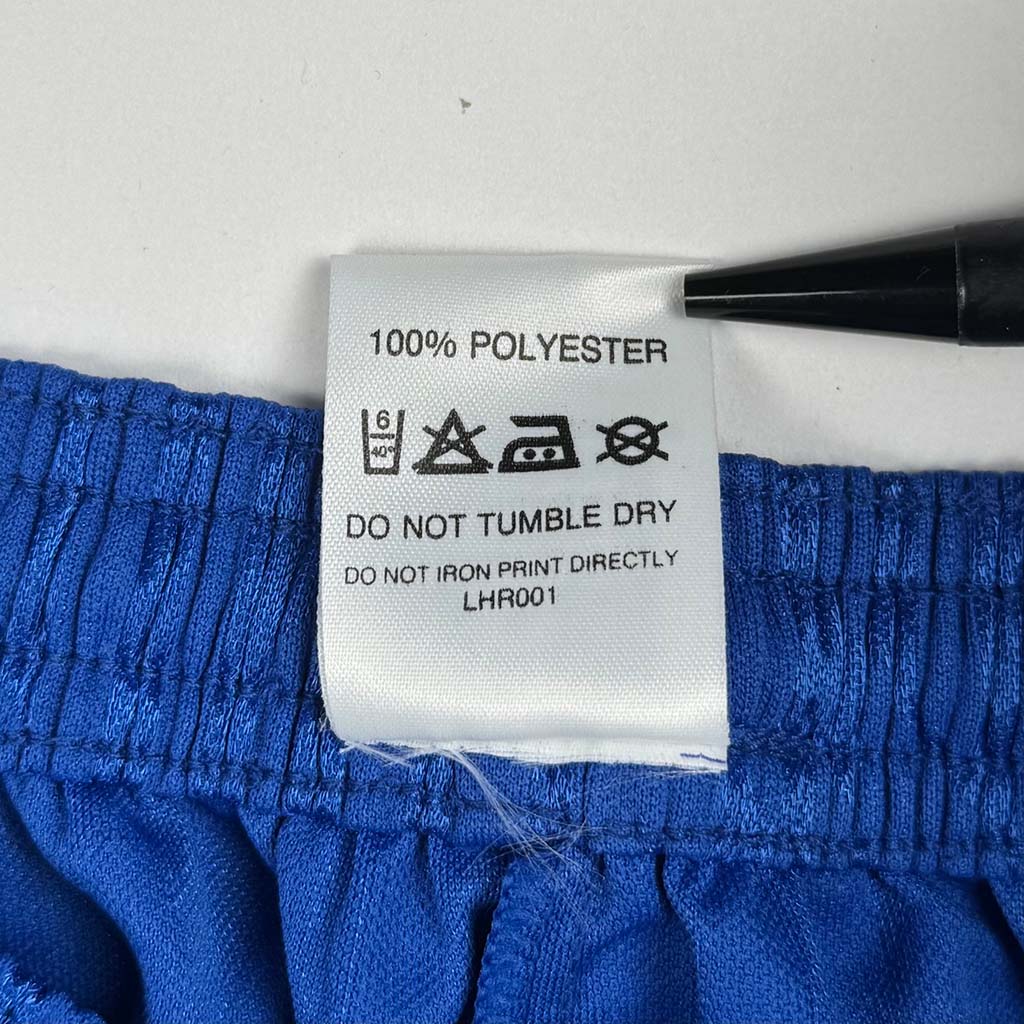 100% POLYESTER
6
40°
DO NOT TUMBLE DRY
DO NOT IRON PRINT DIRECTLY
LHR001